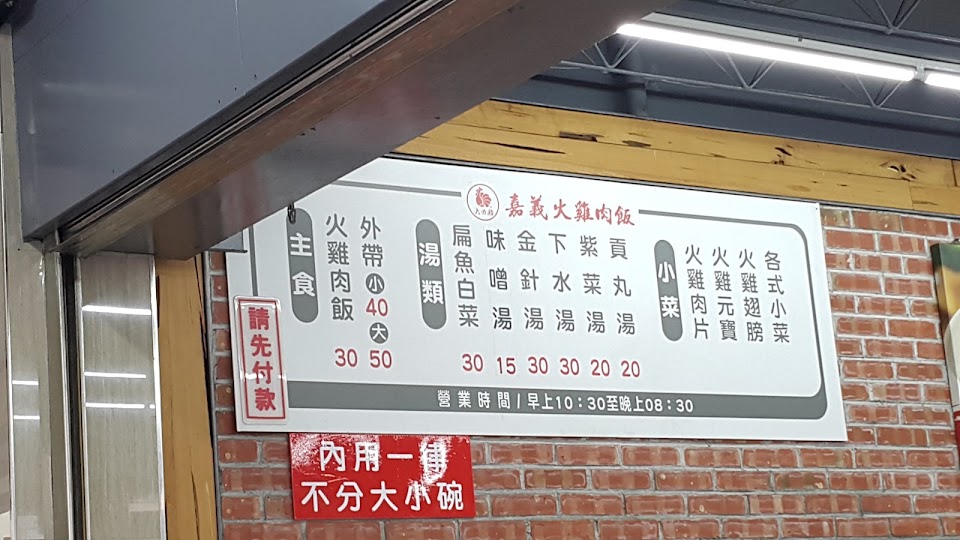 嘉義火雞肉飯
主食
火雞肉飯 30
外帶小40大50
湯類
扁魚白菜 30
味噌湯 15
金針湯 30
下水湯 30
紫菜湯 20
貢丸湯 20
小菜
火雞肉片
火雞元寶
火雞翅膀
各式小菜
營業時間/早上10:30至晚上08:30
請先付款
內用一律
不分大小碗